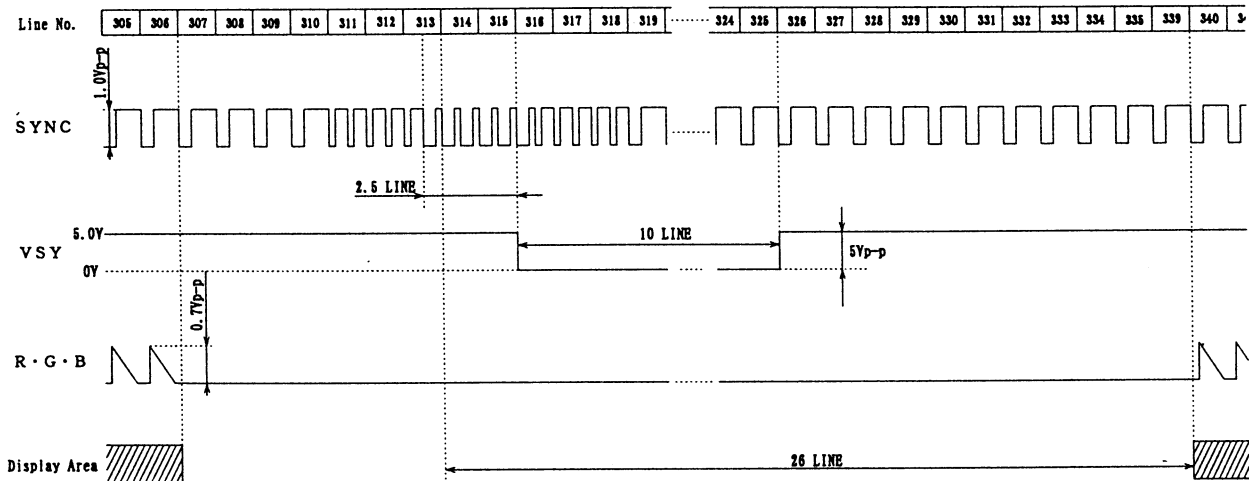 Line No. 305 306 307 308 309 310 311 312 313 314 315 316 317 318 319 324 325 326 327 328 329 330 331 332 333 334 335 339 340
1.0Vp-p
SYNC
2.5 LINE
5.0V
VSY
10 LINE
5Vp-p
0V
0.7Vp-p
R・G・B
Display Area
26 LINE